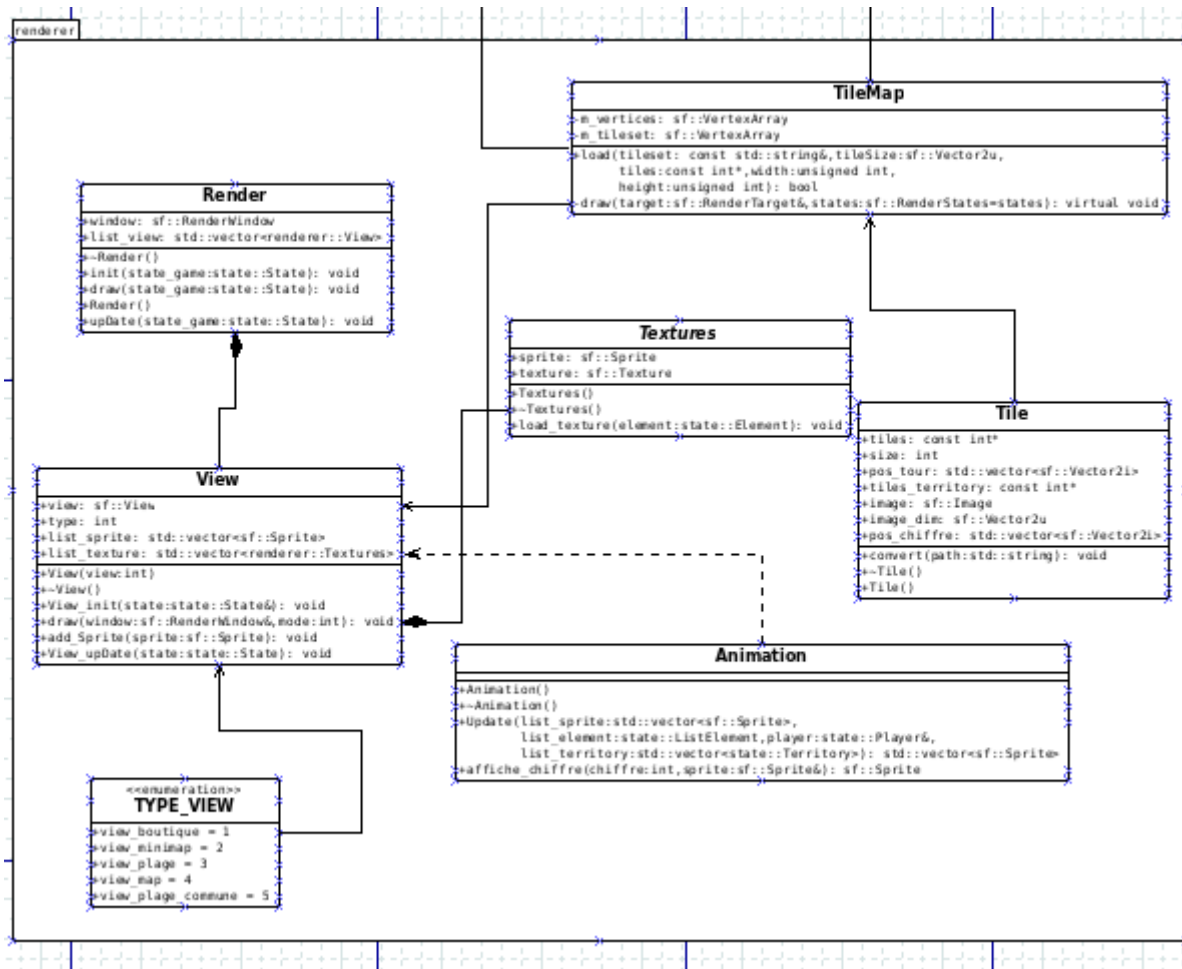 renderer
TileMap
-m_vertices: sf::VertexArray
-m_tileset: sf::VertexArray
+load(tileset: const std::string&,tileSize:sf::Vector2u,
tiles:const int*,width:unsigned int,
height:unsigned int): bool
-draw(target:sf::RenderTarget&,states:sf::RenderStates=states): virtual void
Render
+window: sf::RenderWindow
+list_view: std::vector<renderer::View>
+~Render()
+init(state_game:state::State): void
+draw(state_game:state::State): void
+Render()
+upDate(state_game:state::State): void
Textures
+sprite: sf::Sprite
+texture: sf::Texture
+Textures()
+~Textures()
+load_texture(element:state::Element): void
Tile
+tiles: const int*
+size: int
+pos_tour: std::vector<sf::Vector2i>
+tiles_territory: const int*
+image: sf::Image
+image_dim: sf::Vector2u
+pos_chiffre: std::vector<sf::Vector2i>
+convert(path:std::string): void
+~Tile()
+Tile()
View
+view: sf::View
+type: int
+list_sprite: std::vector<sf::Sprite>
+list_texture: std::vector<renderer::Textures>
+View(view:int)
+~View()
+View_init(state:state::State&): void
+draw(window:sf::RenderWindow&,mode:int): void
+add_Sprite(sprite:sf::Sprite): void
+View_upDate(state:state::State): void
Animation
+Animation()
+~Animation()
+Update(list_sprite:std::vector<sf::Sprite>,
list_element:state::ListElement,player:state::Player&,
list_territory:std::vector<state::Territory>): std::vector<sf::Sprite>
+affiche_chiffre(chiffre:int,sprite:sf::Sprite&): sf::Sprite
<<enumeration>>
TYPE_VIEW
+view_boutique = 1
+view_minimap = 2
+view_plage = 3
+view_map = 4
+view_plage_commune = 5